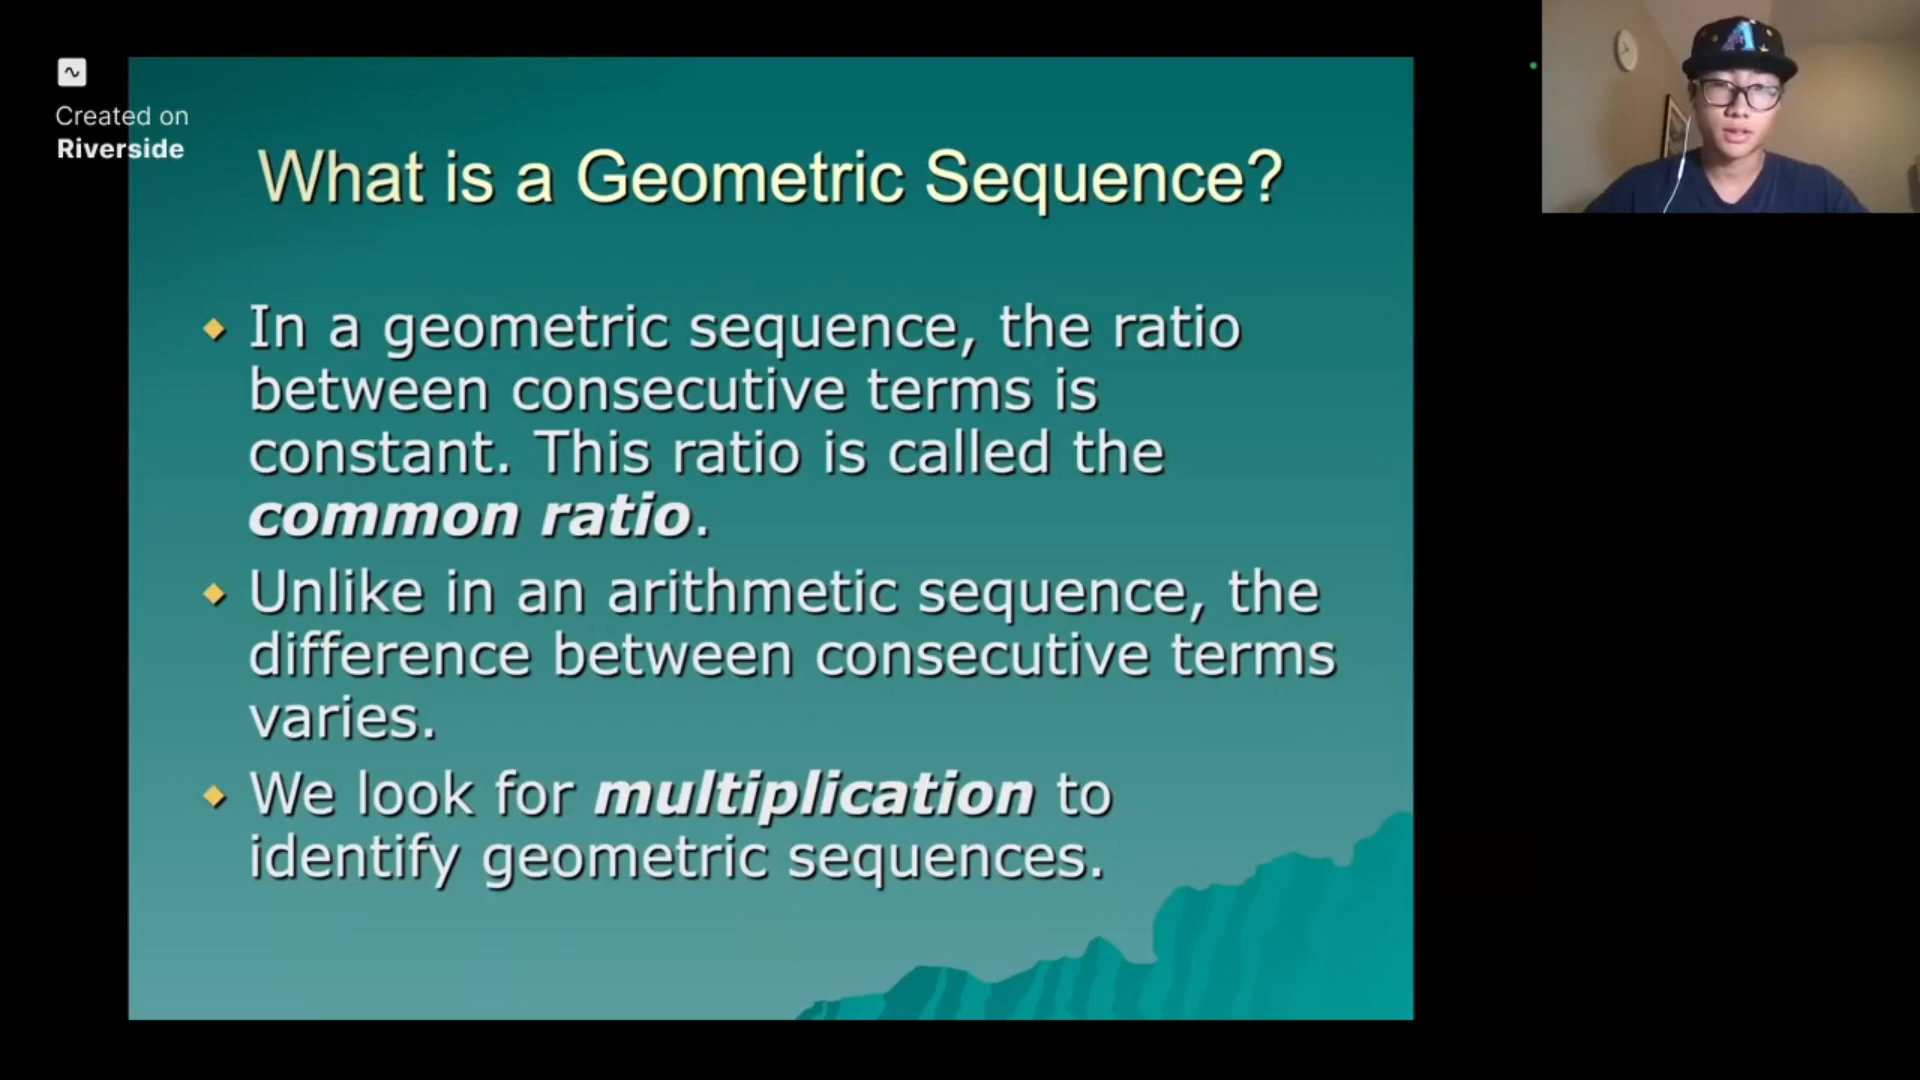 Created on
Riverside
What is a Geometric Sequence?
In a geometric sequence, the ratio
between consecutive terms is
constant. This ratio is called the
common ratio.
Unlike in an arithmetic sequence, the
difference between consecutive terms
varies.
We look for multiplication to
identify geometric sequences.
A